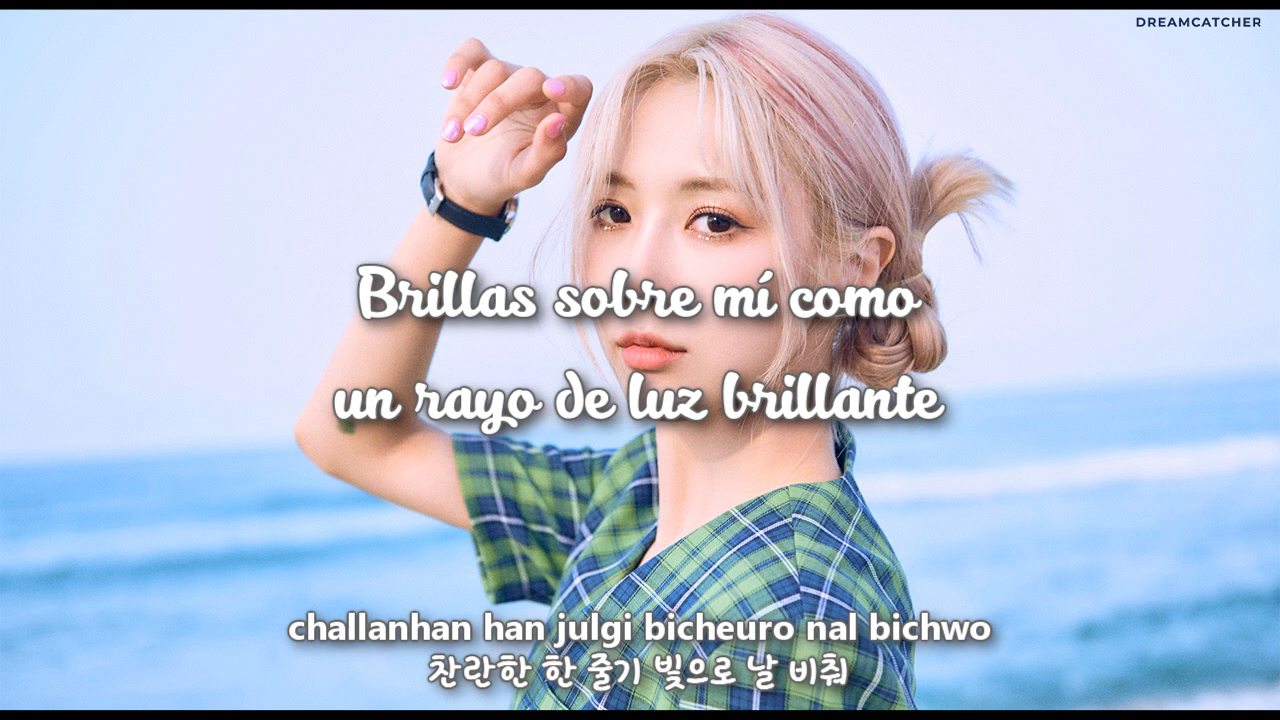 DREAMCATCHER
Brillas sobre mí como
un rayo de luz brillante
challanhan han julgi bicheuro nal bichwo
찬란한 한 줄기 빛으로 날 비춰